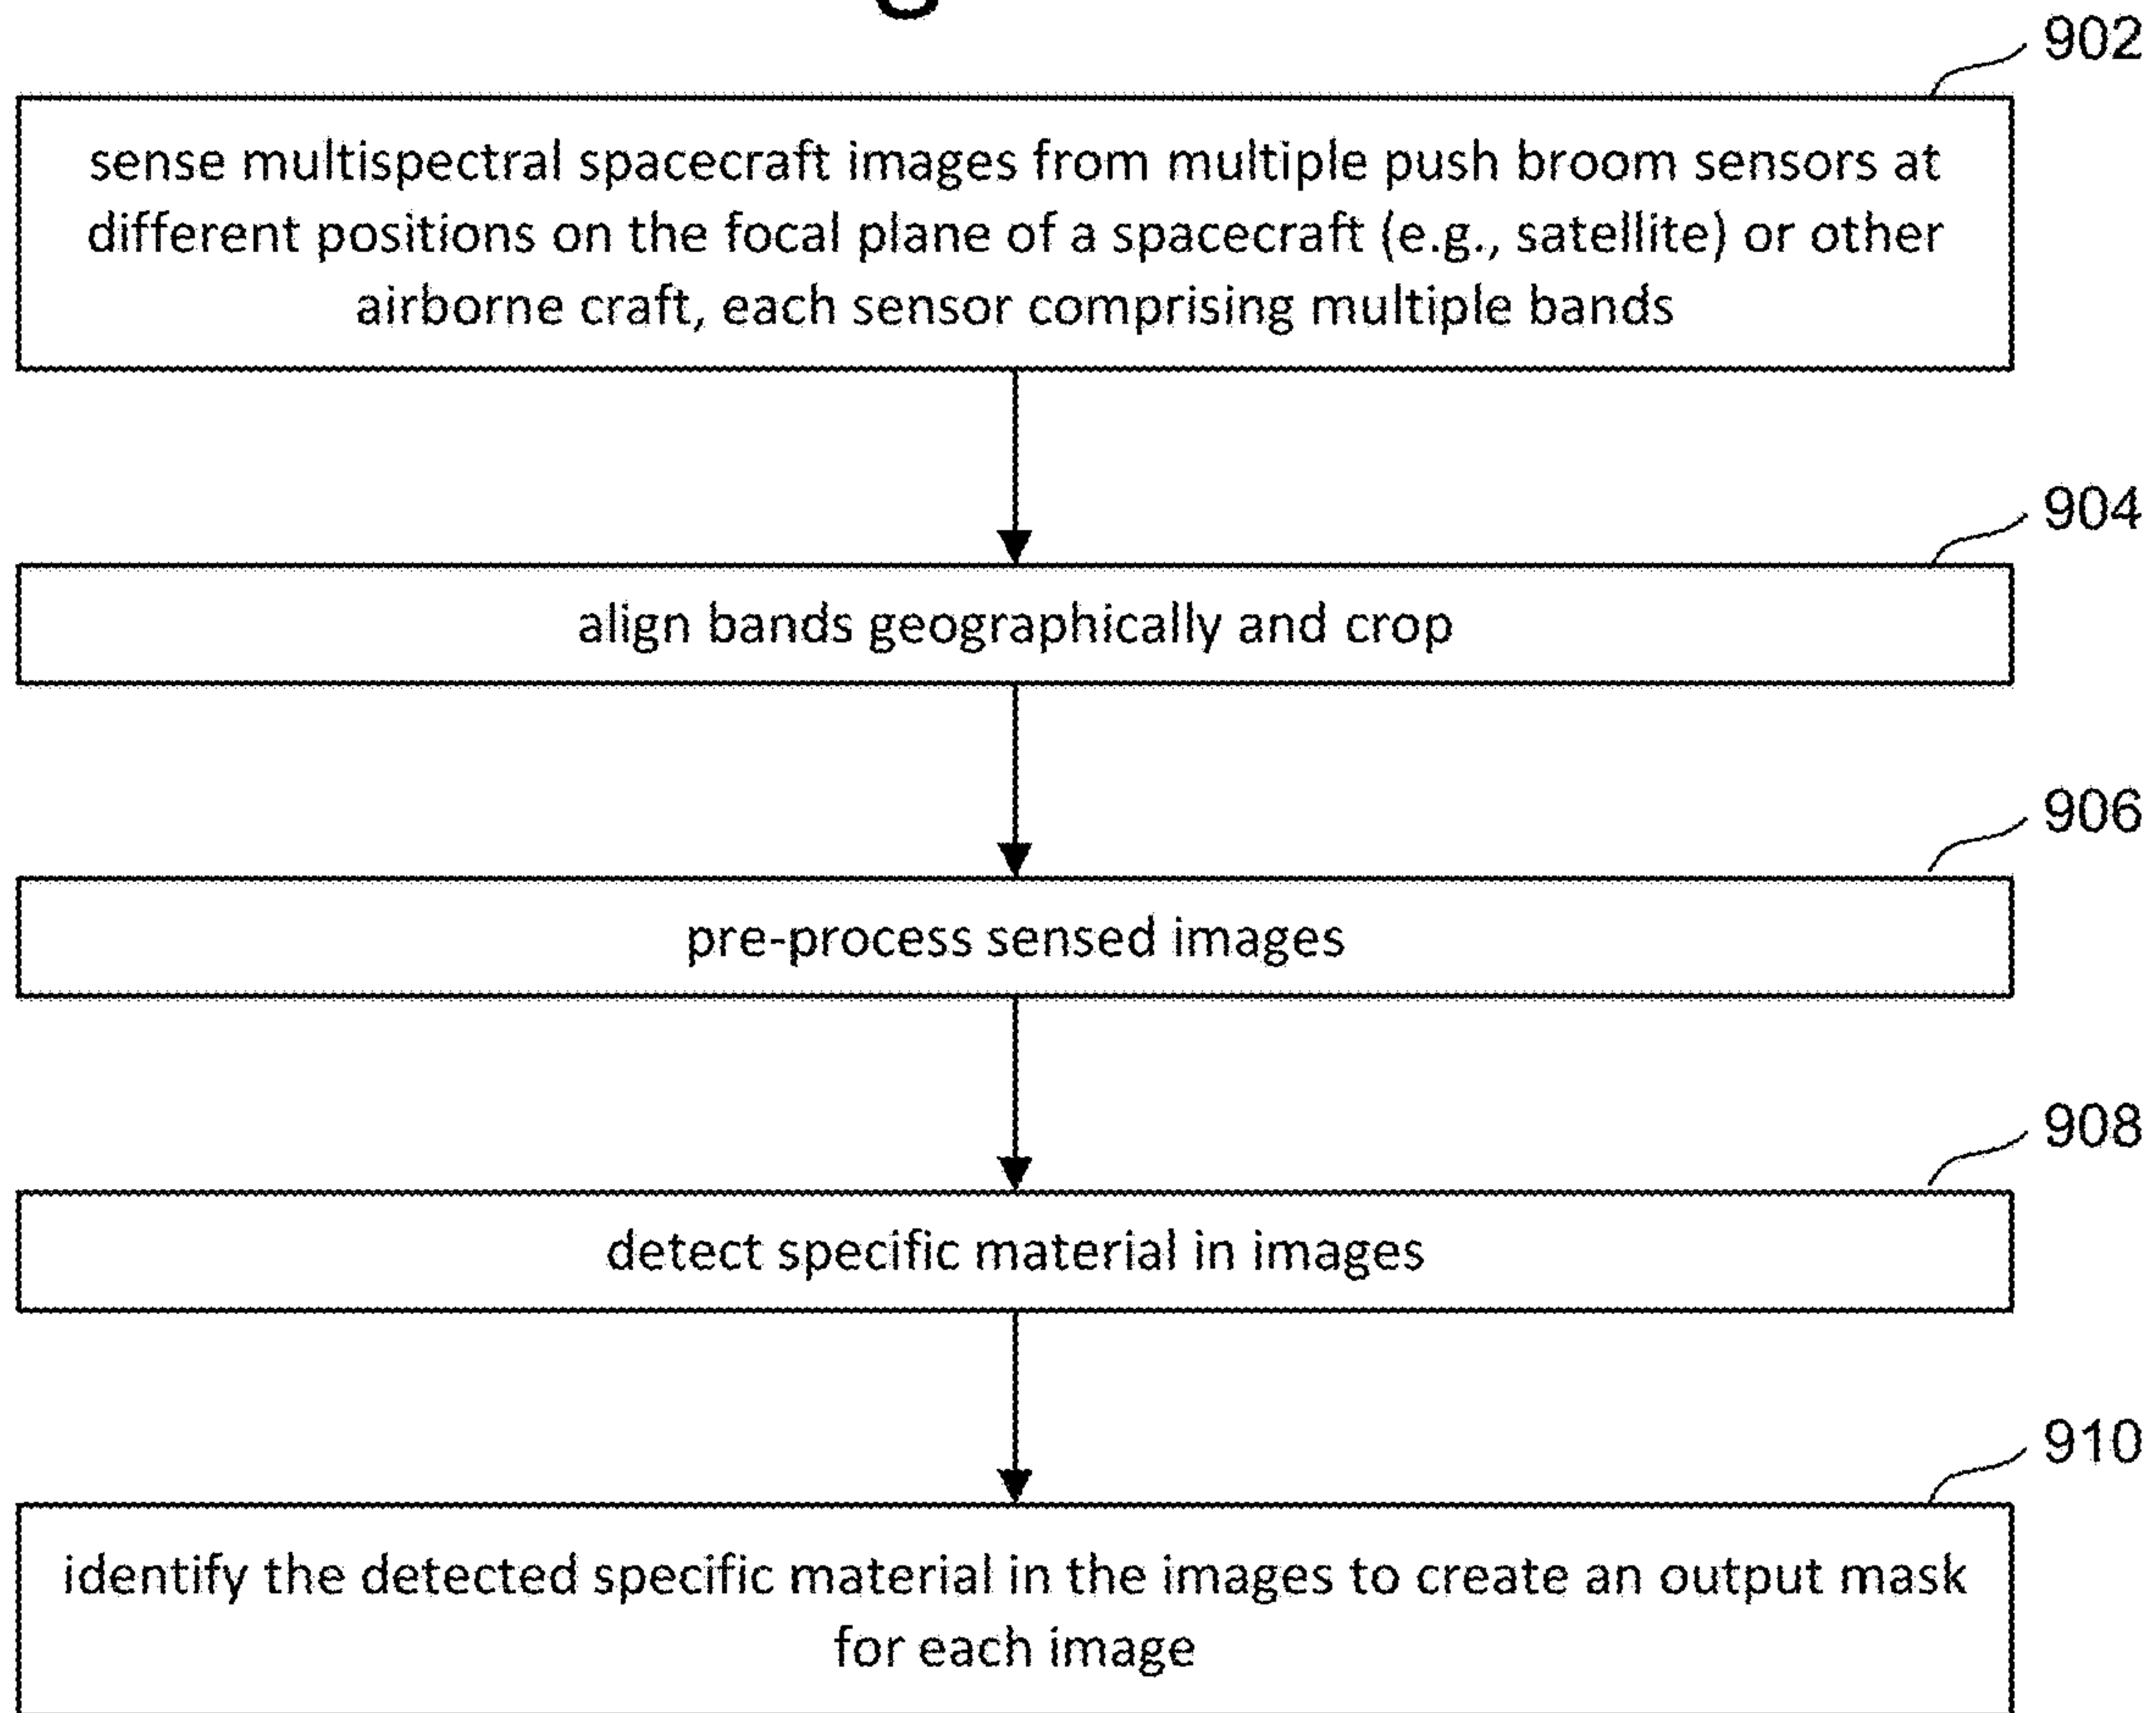 902
sense multispectral spacecraft images from multiple push broom sensors at
different positions on the focal plane of a spacecraft (e.g., satellite) or other
airborne craft, each sensor comprising multiple bands
904
align bands geographically and crop
906
pre-process sensed images
908
detect specific material in images
910
identify the detected specific material in the images to create an output mask
for each image